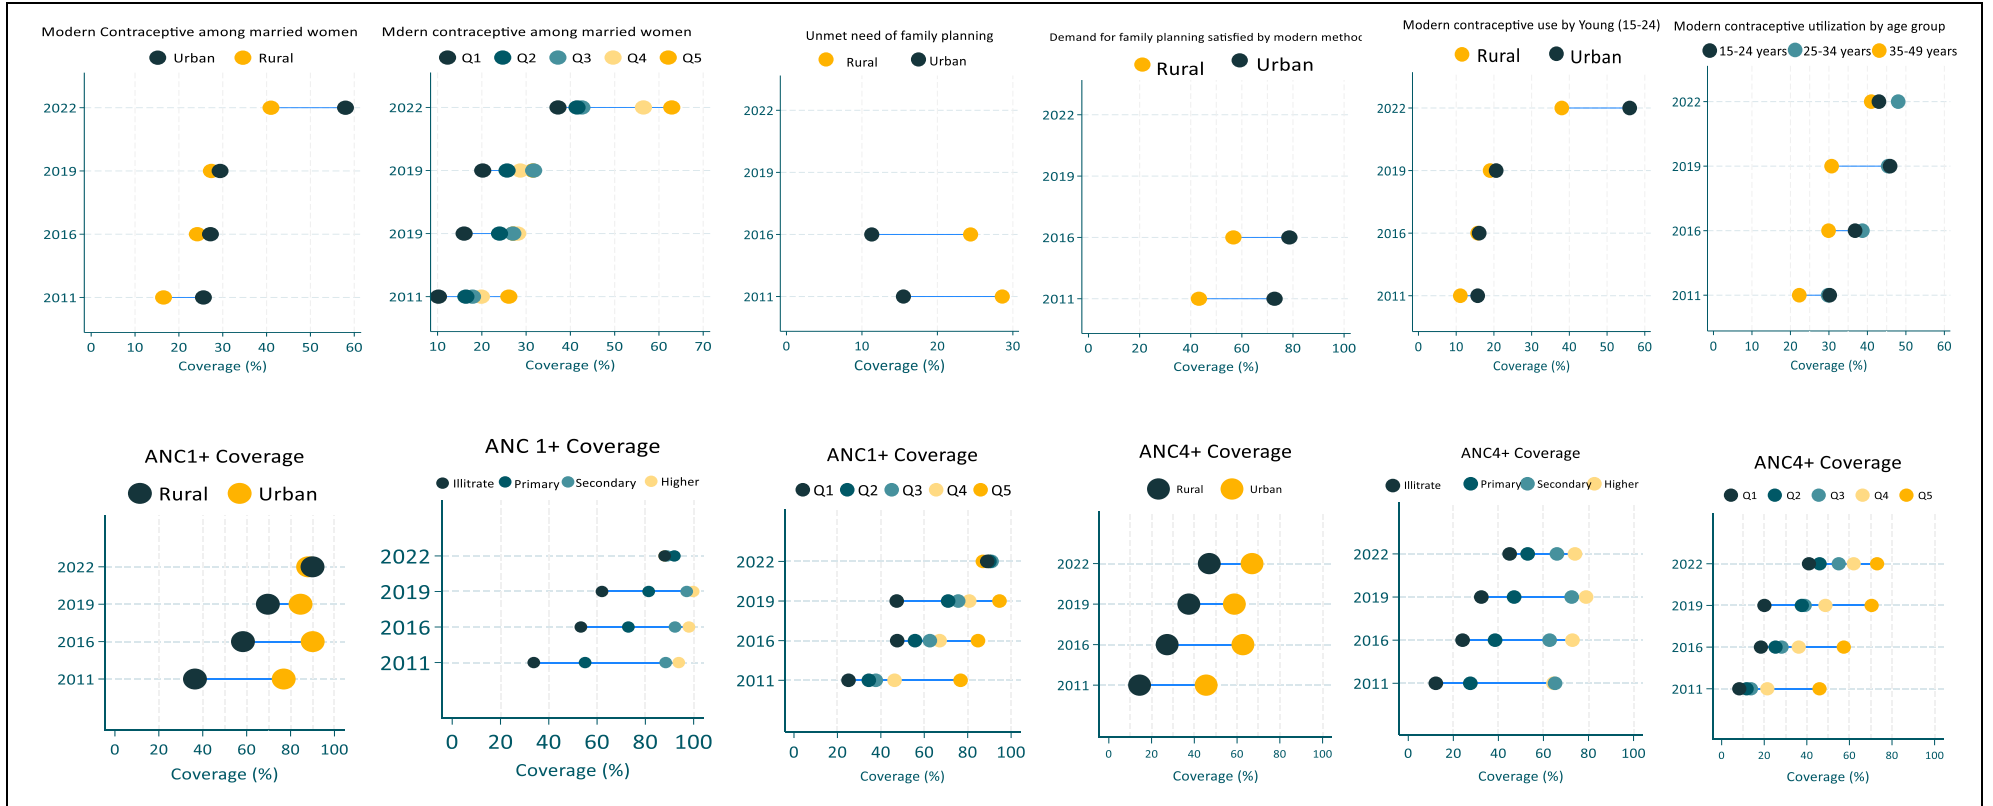 Modern Contraceptive among married women
Urban Rural
2022
2019
2016
2011
0 10 20 30 40 50 60
Coverage (%)
Mdern contraceptive among married women
Q1 Q2 Q3 Q4 Q5
2022
2019
2019
2011
10 20 30 40 50 60 70
Coverage (%)
Unmet need of family planning
Rural Urban
2022
2019
2016
2011
0 10 20 30
Coverage (%)
Demand for family planning satisfied by modern method
Rural Urban
2022
2019
2016
2011
0 20 40 60 80 100
Coverage (%)
Modern contraceptive use by Young (15-24)
Rural Urban
2022
2019
2016
2011
0 10 20 30 40 50 60
Coverage (%)
Modern contraceptive utilization by age group
15-24 years 25-34 years 35-49 years
2022
2019
2016
2011
0 10 20 30 40 50 60
Coverage (%)
ANC1+ Coverage
Rural Urban
2022
2019
2016
2011
0 20 40 60 80 100
Coverage (%)
ANC 1+ Coverage
Illitrate Primary Secondary Higher
2022
2019
2016
2011
0 20 40 60 80 100
Coverage (%)
ANC1+ Coverage
Q1 Q2 Q3 Q4 Q5
2022
2019
2016
2011
0 20 40 60 80 100
Coverage (%)
ANC4+ Coverage
Rural Urban
2022
2019
2016
2011
0 20 40 60 80 100
Coverage (%)
ANC4+ Coverage
Illitrate Primary Secondary Higher
2022
2019
2016
2011
0 20 40 60 80 100
Coverage (%)
ANC4+ Coverage
Q1 Q2 Q3 Q4 Q5
2022
2019
2016
2011
0 20 40 60 80 100
Coverage (%)